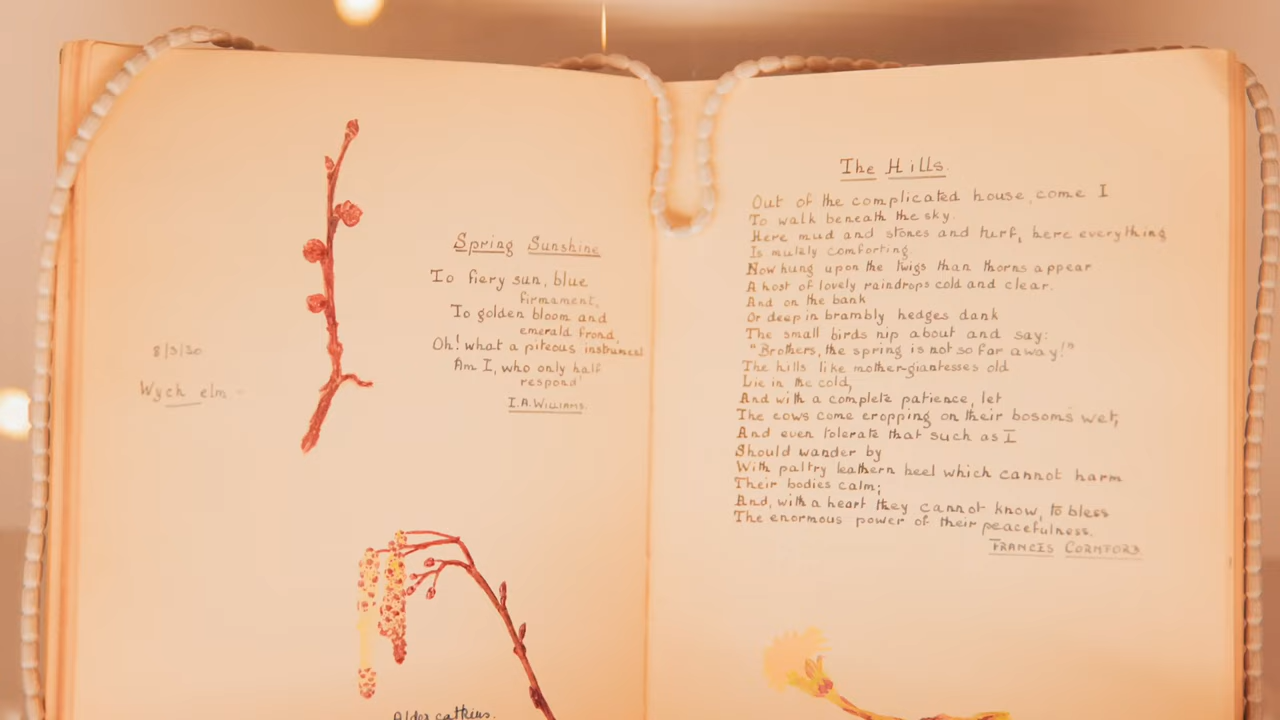 8/3/30
Wych elm
Spring Sunshine
To fiery sun, blue
firmament,
To golden bloom and
emerald frond,
Oh! what a piteous instrument
Am I, who only half
respond
I.A. WILLIAMS.
Alder catkins.
The Hills.
Out of the complicated house, come I
To walk beneath the sky.
Here mud and stones and turf, here everything
Is mutely comforting.
Now hung upon the twigs than thorns appear
A host of lovely raindrops cold and clear.
And on the bank
Or deep in brambly hedges dank
The small birds nip about and say:
"Brothers, the spring is not so far away!"
The hills like mother-giantesses old
Lie in the cold,
And with a complete patience, let
The cows come cropping on their bosoms wet,
And even tolerate that such as I
Should wander by
With paltry leathern heel which cannot harm
Their bodies calm;
And, with a heart they cannot know, to bless
The enormous power of their peacefulness.
FRANCIS CORNFORD